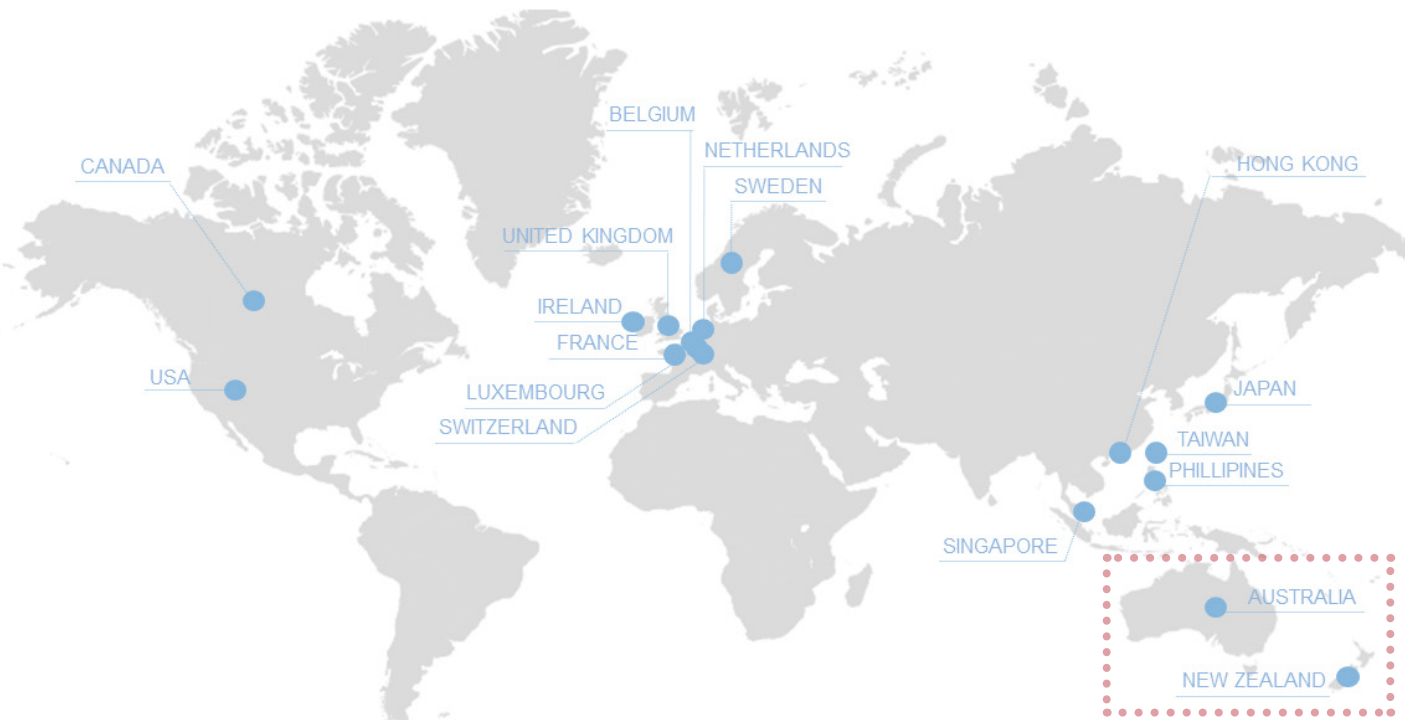 BELGIUM
NETHERLANDS
CANADA
HONG KONG
SWEDEN
UNITED KINGDOM
IRELAND
FRANCE
USA
LUXEMBOURG
JAPAN
SWITZERLAND
TAIWAN
PHILLIPINES
SINGAPORE
AUSTRALIA
NEW ZEALAND